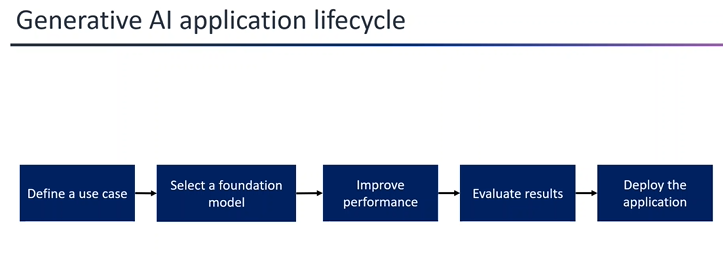 Generative AI application lifecycle
Define a use case
Select a foundation
model
Improve
performance
Evaluate results
Deploy the
application